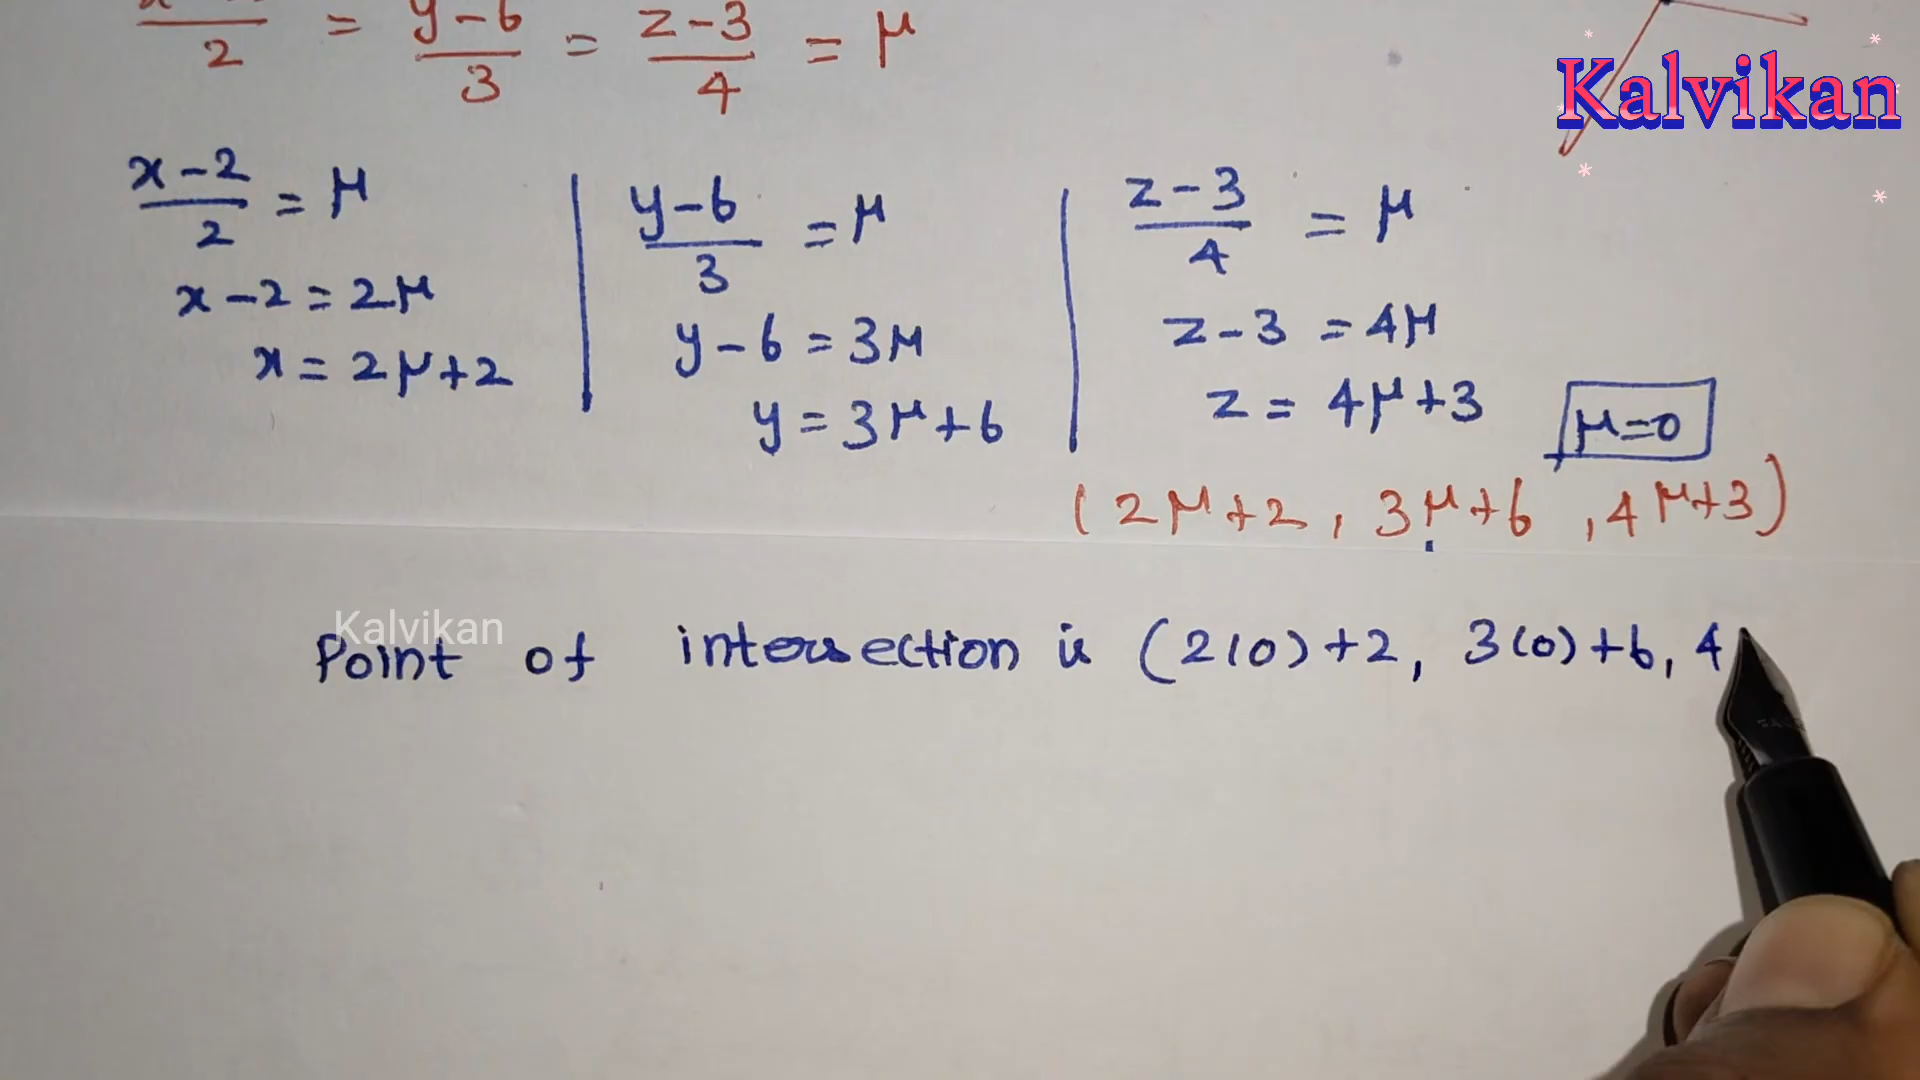 x-2/2 = y-6/3 = z-3/4 = μ
Kalvikan
x-2/2 = μ
x-2 = 2μ
x = 2μ+2
y-6/3 = μ
y-6 = 3μ
y = 3μ+6
z-3/4 = μ
z-3 = 4μ
z = 4μ+3
μ=0
(2μ+2, 3μ+6, 4μ+3)
Kalvikan
Point of intersection is (2(0)+2, 3(0)+6, 4